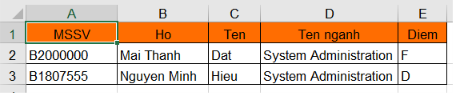 A B C D E
1 MSSV Ho Ten Ten nganh Diem
2 B2000000 Mai Thanh Dat System Administration F
3 B1807555 Nguyen Minh Hieu System Administration D